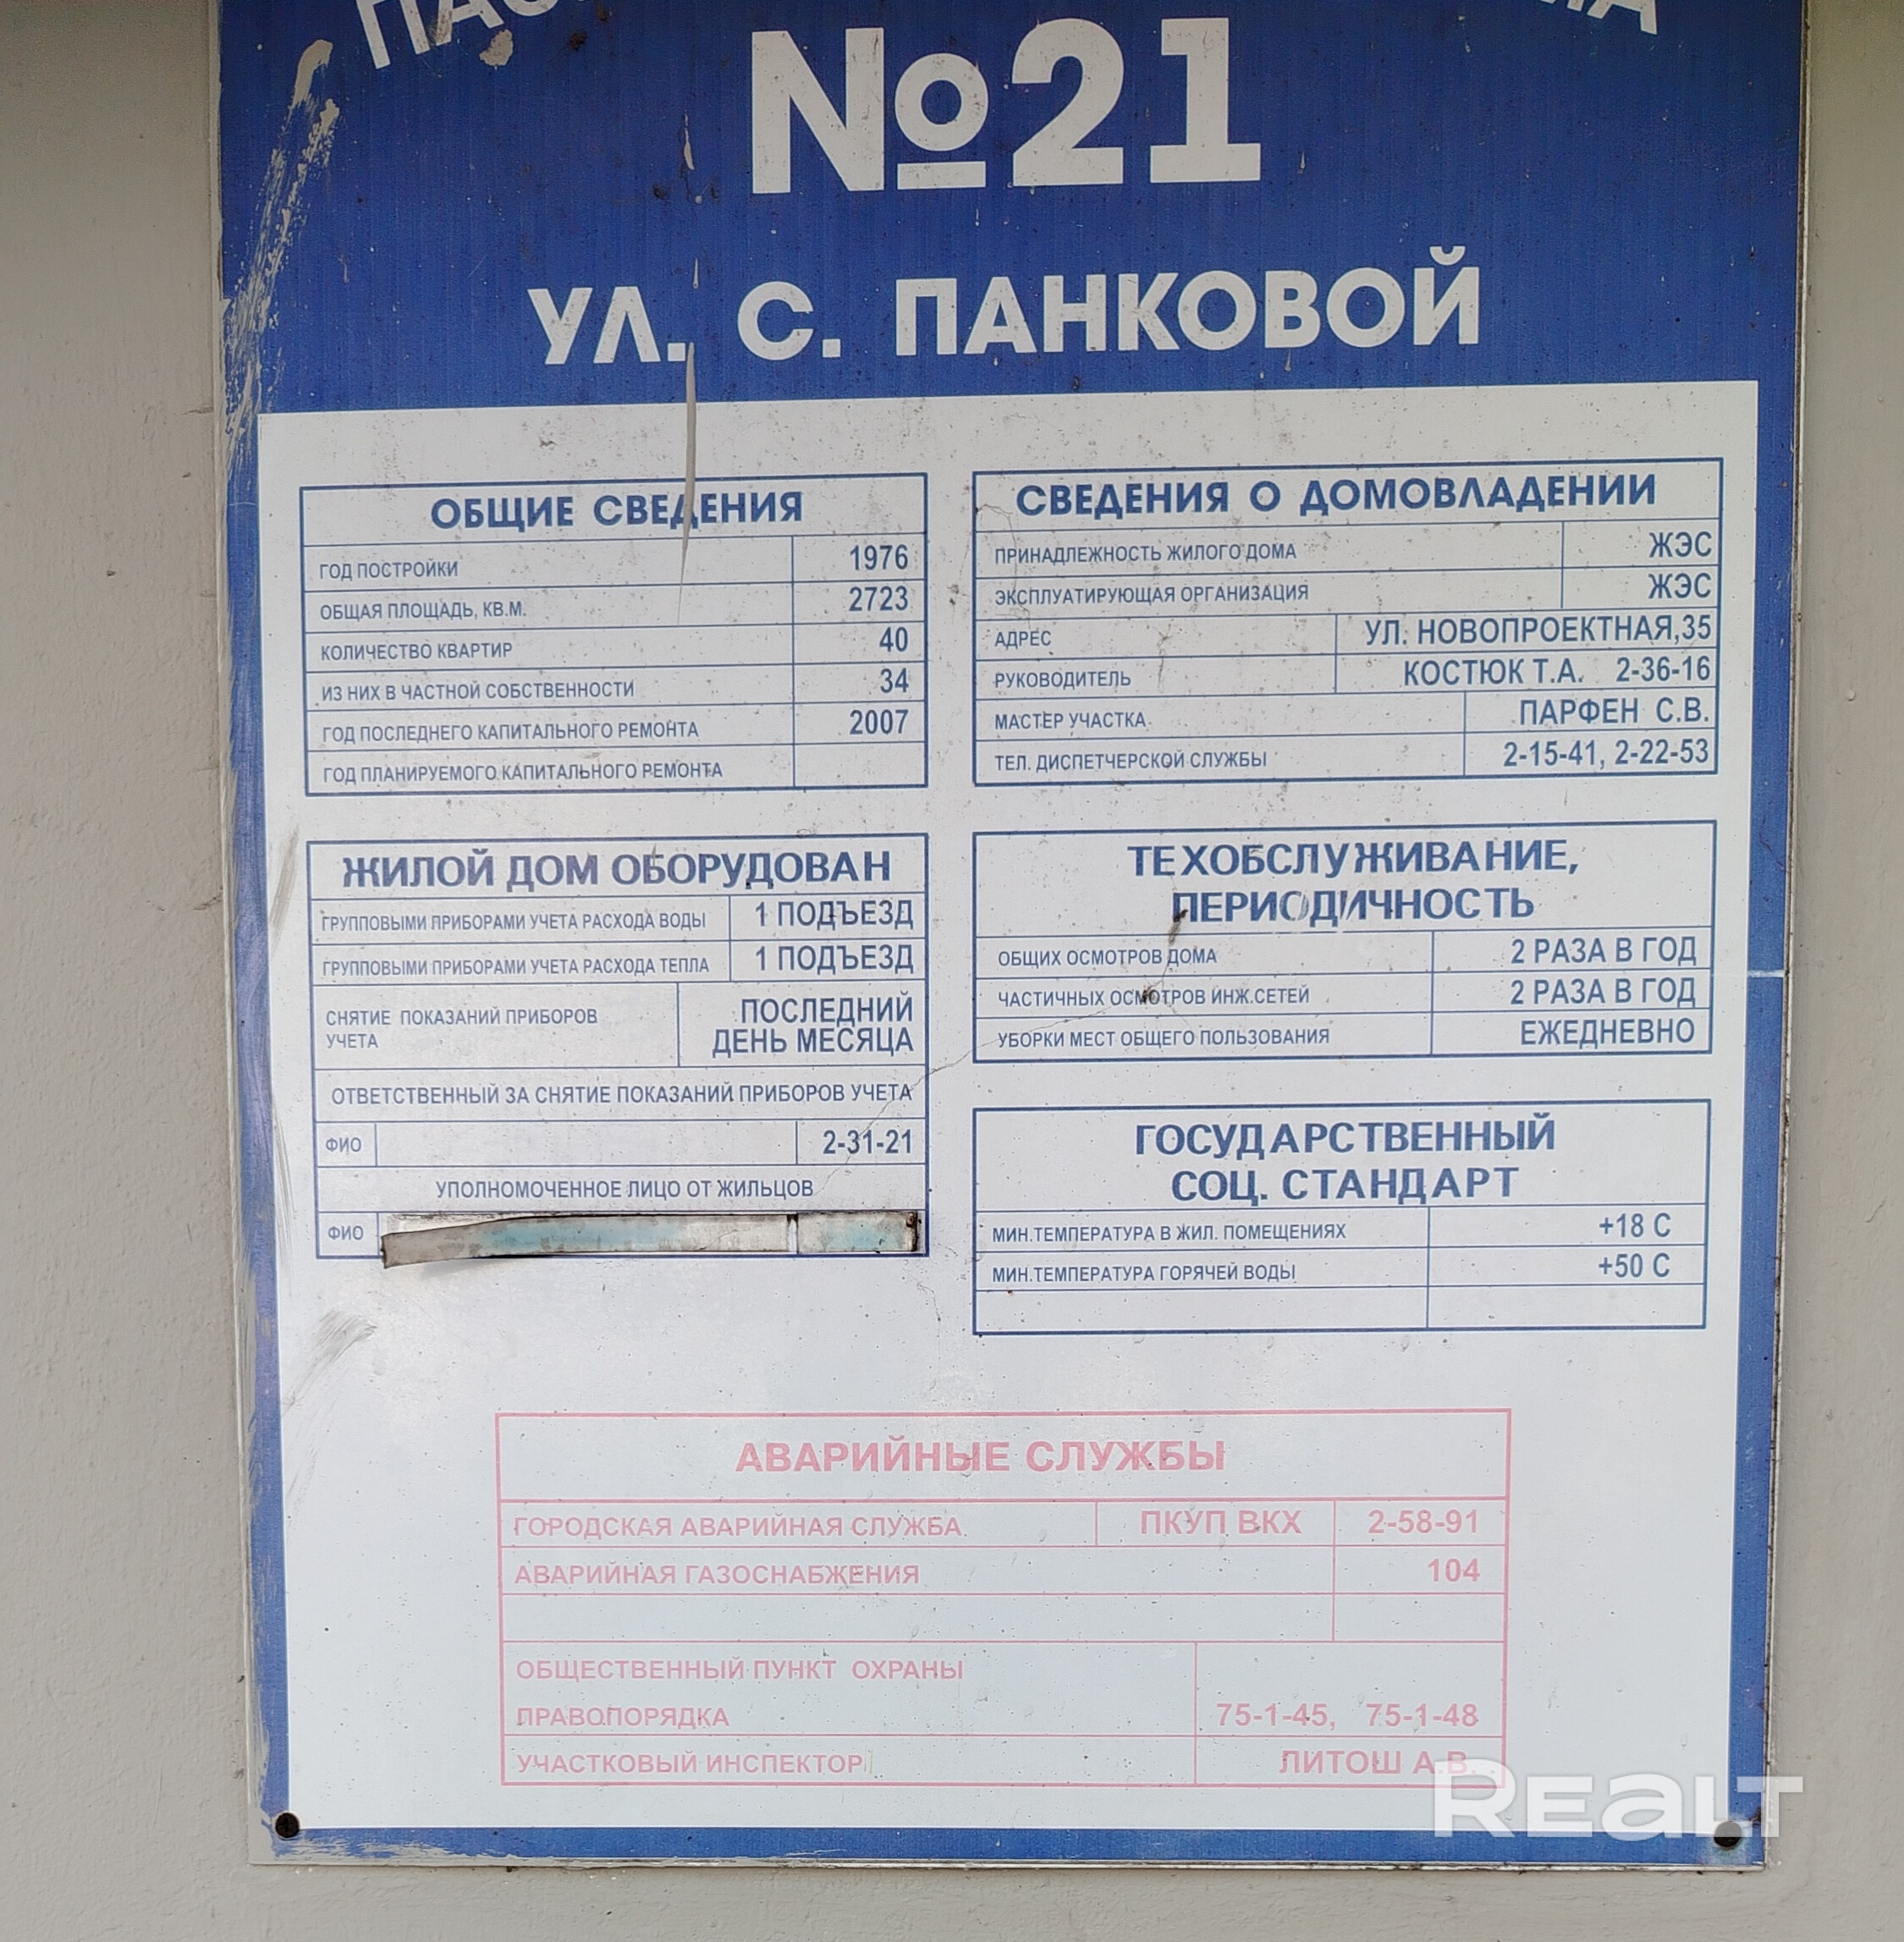 №21
УЛ. С. ПАНКОВОЙ
ОБЩИЕ СВЕДЕНИЯ
ГОД ПОСТРОЙКИ 1976
ОБЩАЯ ПЛОЩАДЬ, КВ.М. 2723
КОЛИЧЕСТВО КВАРТИР 40
ИЗ НИХ В ЧАСТНОЙ СОБСТВЕННОСТИ 34
ГОД ПОСЛЕДНЕГО КАПИТАЛЬНОГО РЕМОНТА 2007
ГОД ПЛАНИРУЕМОГО КАПИТАЛЬНОГО РЕМОНТА
СВЕДЕНИЯ О ДОМОВЛАДЕНИИ
ПРИНАДЛЕЖНОСТЬ ЖИЛОГО ДОМА ЖЭС
ЭКСПЛУАТИРУЮЩАЯ ОРГАНИЗАЦИЯ ЖЭС
АДРЕС УЛ. НОВОПРОЕКТНАЯ,35
РУКОВОДИТЕЛЬ КОСТЮК Т.А. 2-36-16
МАСТЕР УЧАСТКА ПАРФЕН С.В.
ТЕЛ. ДИСПЕТЧЕРСКОЙ СЛУЖБЫ 2-15-41, 2-22-53
ЖИЛОЙ ДОМ ОБОРУДОВАН
ГРУППОВЫМИ ПРИБОРАМИ УЧЕТА РАСХОДА ВОДЫ 1 ПОДЪЕЗД
ГРУППОВЫМИ ПРИБОРАМИ УЧЕТА РАСХОДА ТЕПЛА 1 ПОДЪЕЗД
СНЯТИЕ ПОКАЗАНИЙ ПРИБОРОВ
УЧЕТА
ПОСЛЕДНИЙ
ДЕНЬ МЕСЯЦА
ОТВЕТСТВЕННЫЙ ЗА СНЯТИЕ ПОКАЗАНИЙ ПРИБОРОВ УЧЕТА
ФИО 2-31-21
УПОЛНОМОЧЕННОЕ ЛИЦО ОТ ЖИЛЬЦОВ
ФИО
ТЕХОБСЛУЖИВАНИЕ,
ПЕРИОДИЧНОСТЬ
ОБЩИХ ОСМОТРОВ ДОМА 2 РАЗА В ГОД
ЧАСТИЧНЫХ ОСМОТРОВ ИНЖ.СЕТЕЙ 2 РАЗА В ГОД
УБОРКИ МЕСТ ОБЩЕГО ПОЛЬЗОВАНИЯ ЕЖЕДНЕВНО
ГОСУДАРСТВЕННЫЙ
СОЦ. СТАНДАРТ
МИН.ТЕМПЕРАТУРА В ЖИЛ. ПОМЕЩЕНИЯХ +18 С
МИН.ТЕМПЕРАТУРА ГОРЯЧЕЙ ВОДЫ +50 С
АВАРИЙНЫЕ СЛУЖБЫ
ГОРОДСКАЯ АВАРИЙНАЯ СЛУЖБА ПКУП ВКХ 2-58-91
АВАРИЙНАЯ ГАЗОСНАБЖЕНИЯ 104
ОБЩЕСТВЕННЫЙ ПУНКТ ОХРАНЫ
ПРАВОПОРЯДКА 75-1-45, 75-1-48
УЧАСТКОВЫЙ ИНСПЕКТОР ЛИТОШ А.В.
REALT